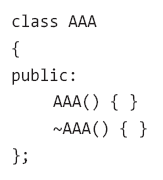 class AAA
{
public:
    AAA() { }
    ~AAA() { }
};